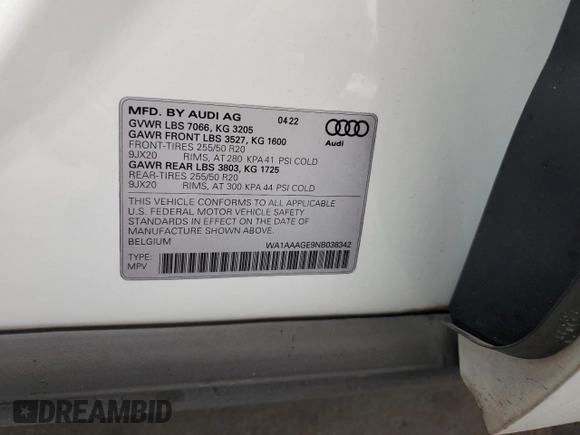 MFD. BY AUDI AG 04 22
GVWR LBS 7066, KG 3205
GAWR FRONT LBS 3527, KG 1600
FRONT-TIRES 255/50 R20
9JX20 RIMS, AT 280 KPA 41 PSI COLD
GAWR REAR LBS 3803, KG 1725
REAR-TIRES 255/50 R20
9JX20 RIMS, AT 300 KPA 44 PSI COLD
Audi
THIS VEHICLE CONFORMS TO ALL APPLICABLE
U.S. FEDERAL MOTOR VEHICLE SAFETY
STANDARDS IN EFFECT ON THE DATE OF
MANUFACTURE SHOWN ABOVE.
BELGIUM WA1AAAGE9NB038342
TYPE:
MPV
DREAMBID